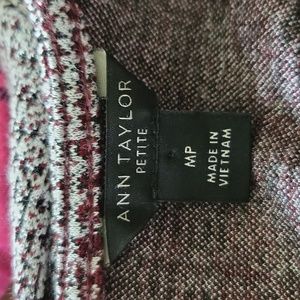 ANN TAYLOR
PETITE
MP
MADE IN
VIETNAM